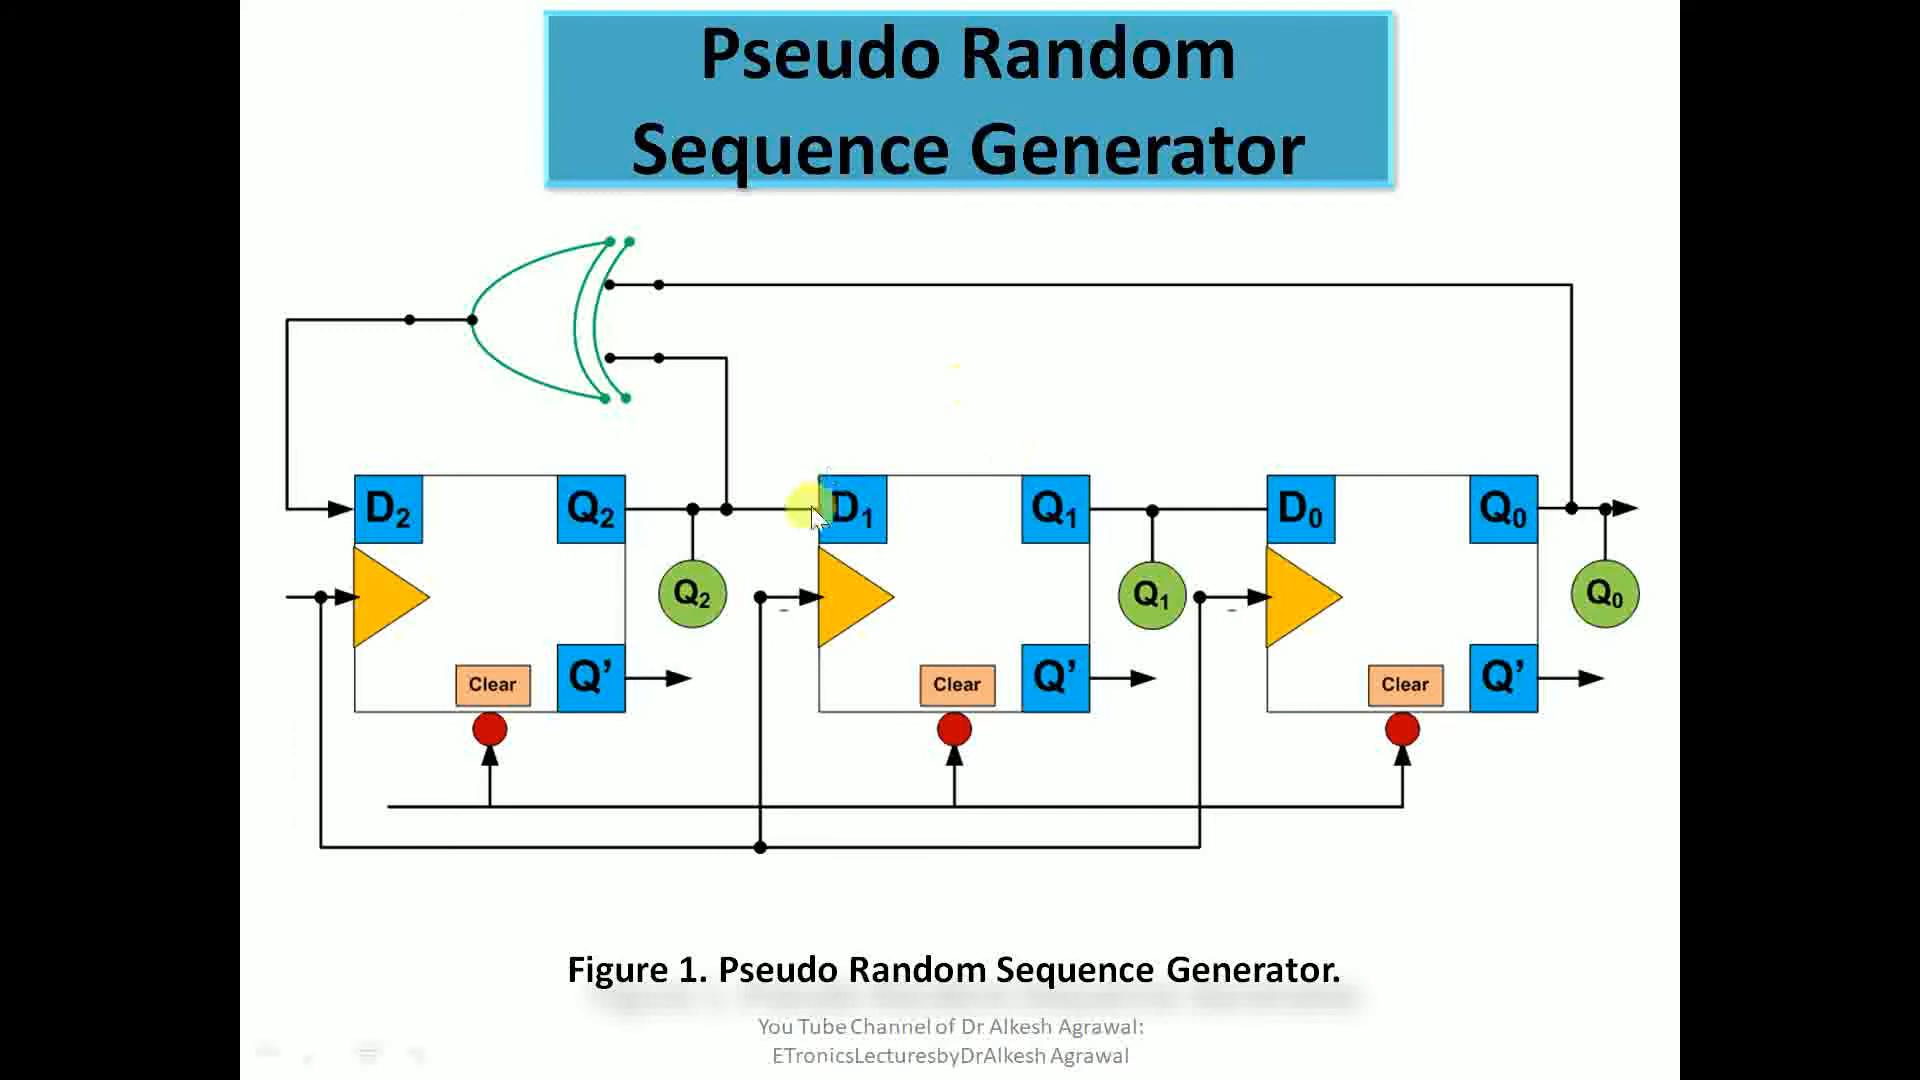 Pseudo Random
Sequence Generator
D₂ Q₂ D₁ Q₁ D₀ Q₀
Q₂ Q₁ Q₀
Clear Q’ Clear Q’ Clear Q’
Figure 1. Pseudo Random Sequence Generator.
You Tube Channel of Dr Alkesh Agrawal:
ETronicsLecturesbyDrAlkesh Agrawal